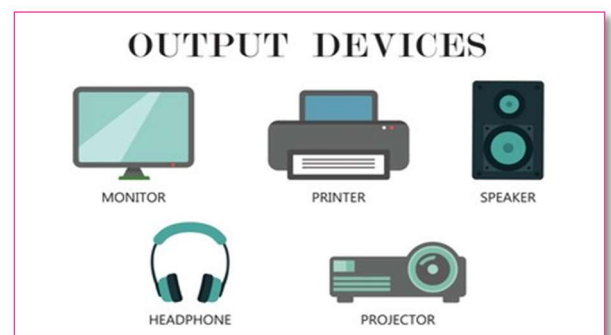 OUTPUT DEVICES
MONITOR
PRINTER
SPEAKER
HEADPHONE
PROJECTOR